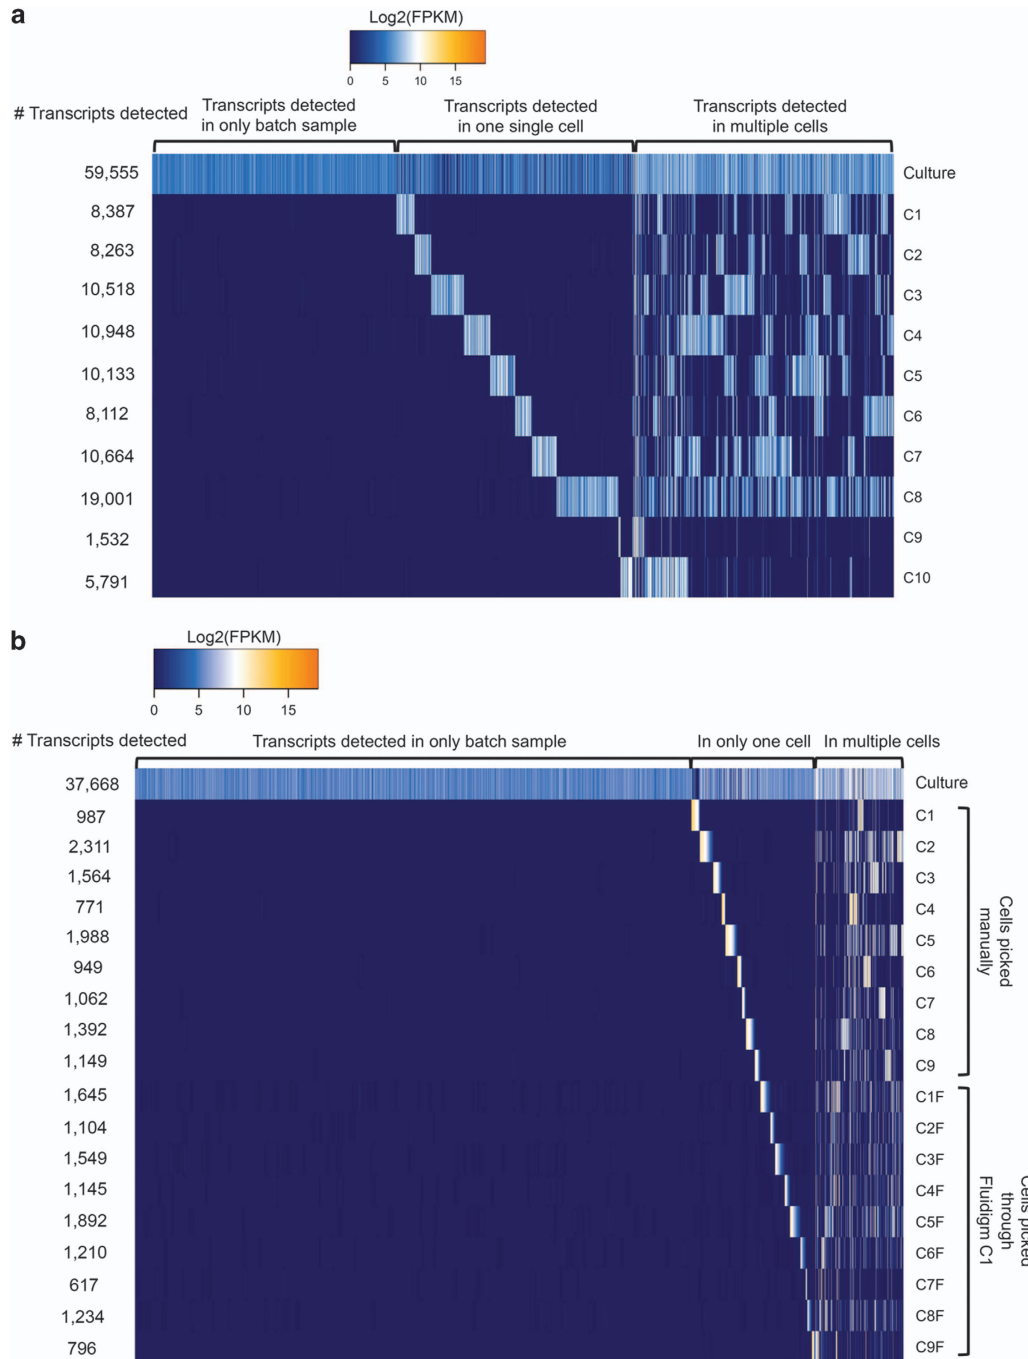 a
Log2(FPKM)
0 5 10 15
# Transcripts detected
Transcripts detected
in only batch sample
Transcripts detected
in one single cell
Transcripts detected
in multiple cells
59,555 Culture
8,387 C1
8,263 C2
10,518 C3
10,948 C4
10,133 C5
8,112 C6
10,664 C7
19,001 C8
1,532 C9
5,791 C10
b
Log2(FPKM)
0 5 10 15
# Transcripts detected
Transcripts detected in only batch sample
In only one cell
In multiple cells
37,668 Culture
987 C1
2,311 C2
1,564 C3
771 C4
1,988 C5
949 C6
1,062 C7
1,392 C8
1,149 C9
Cells picked
manually
1,645 C1F
1,104 C2F
1,549 C3F
1,145 C4F
1,892 C5F
1,210 C6F
617 C7F
1,234 C8F
796 C9F
Cells picked
through
Fluidigm C1